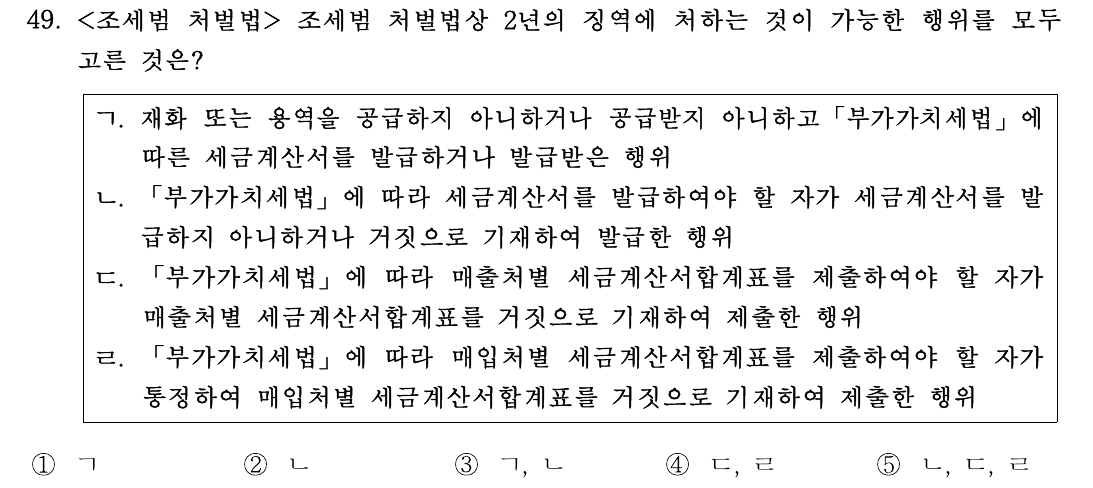 49. <조세범 처벌법> 조세범 처벌법상 2년의 징역에 처하는 것이 가능한 행위를 모두
고른 것은?
ㄱ. 재화 또는 용역을 공급하지 아니하거나 공급받지 아니하고 「부가가치세법」에
따른 세금계산서를 발급하거나 발급받은 행위
ㄴ. 「부가가치세법」에 따라 세금계산서를 발급하여야 할 자가 세금계산서를 발
급하지 아니하거나 거짓으로 기재하여 발급한 행위
ㄷ. 「부가가치세법」에 따라 매출처별 세금계산서합계표를 제출하여야 할 자가
매출처별 세금계산서합계표를 거짓으로 기재하여 제출한 행위
ㄹ. 「부가가치세법」에 따라 매입처별 세금계산서합계표를 제출하여야 할 자가
통정하여 매입처별 세금계산서합계표를 거짓으로 기재하여 제출한 행위
① ㄱ ② ㄴ ③ ㄱ, ㄴ ④ ㄷ, ㄹ ⑤ ㄴ, ㄷ, ㄹ